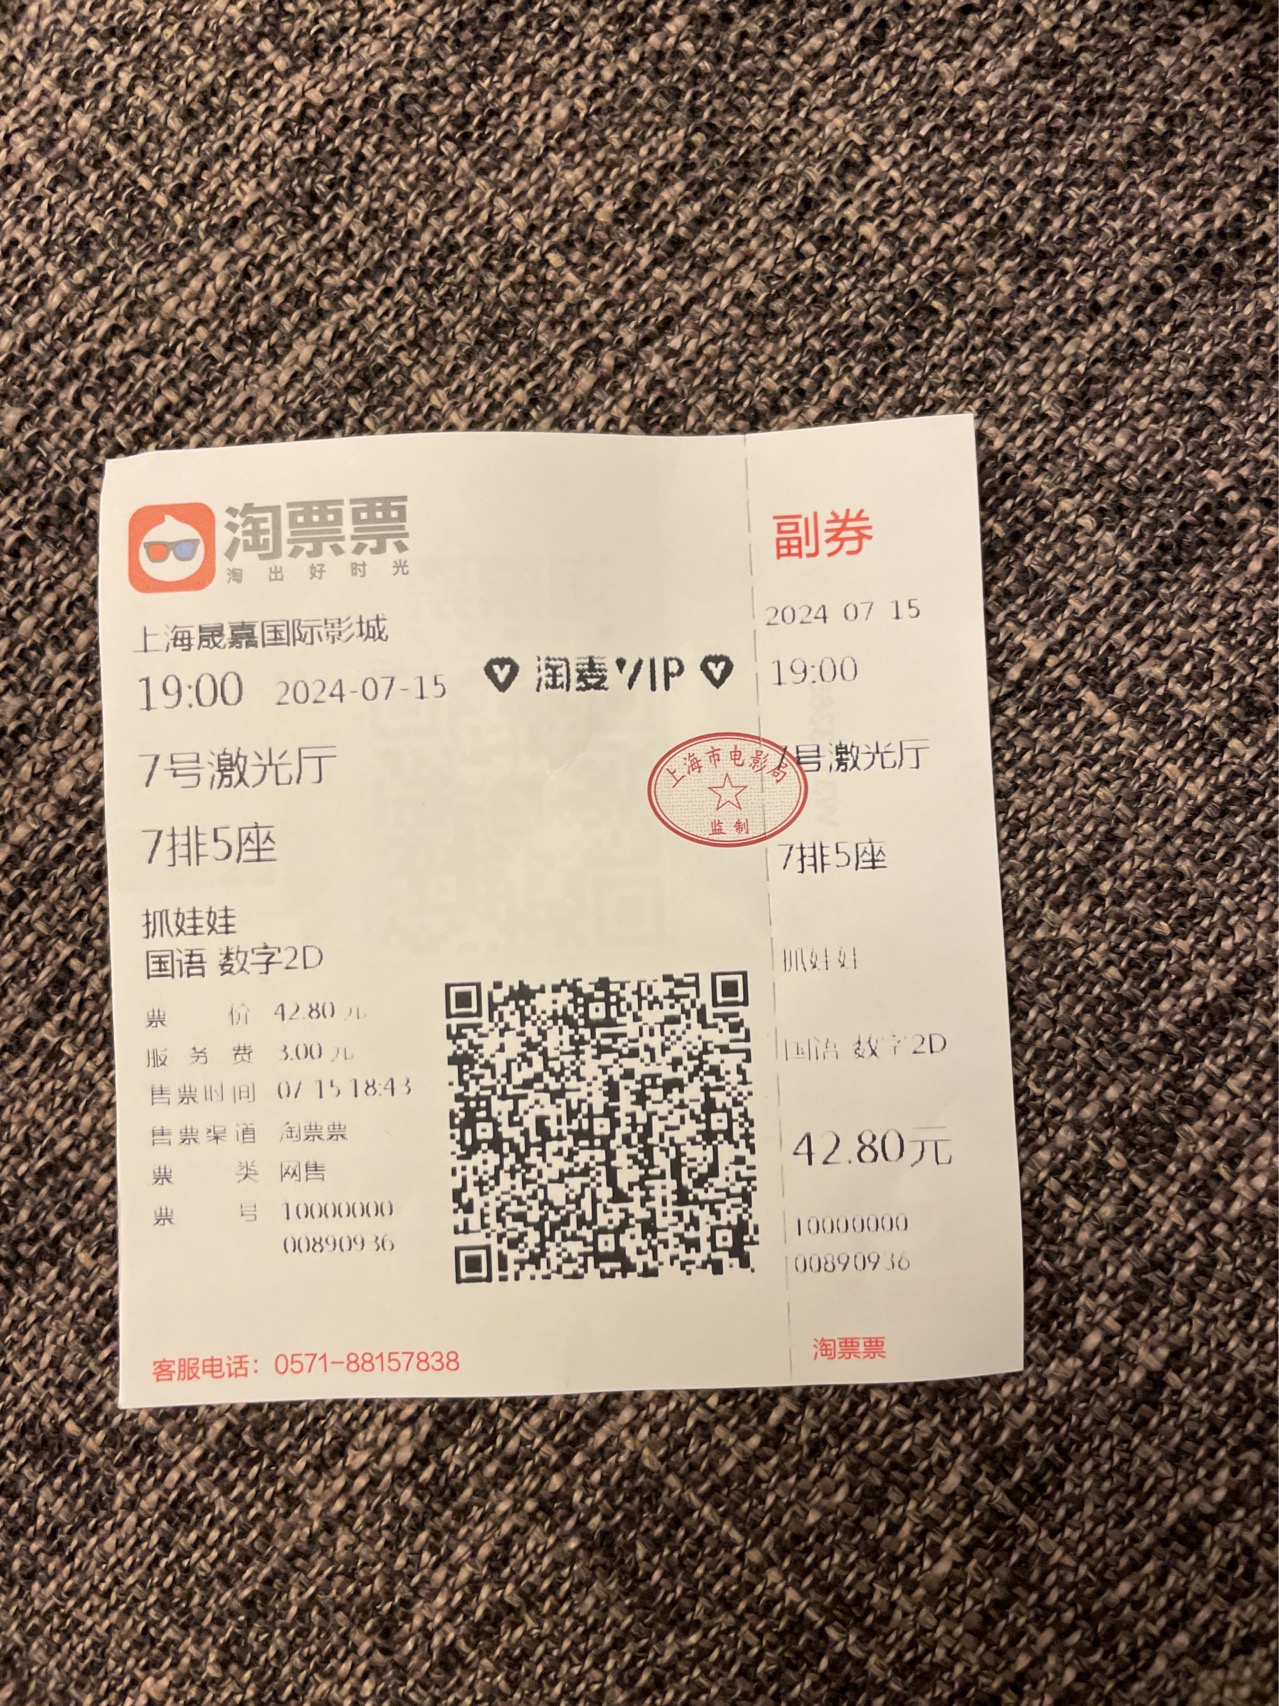 淘票票
淘出好时光
上海晟嘉国际影城
19:00 2024-07-15
淘麦VIP
7号激光厅
7排5座
抓娃娃
国语 数字2D
票价 42.80元
服务费 3.00元
售票时间 07 15 18:43
售票渠道 淘票票
票类 网售
票号 10000000
00890936
客服电话：0571-88157838
上海市电影局
监制
副券
2024 07 15
19:00
7号激光厅
7排5座
抓娃娃
国语 数字2D
42.80元
10000000
00890936
淘票票